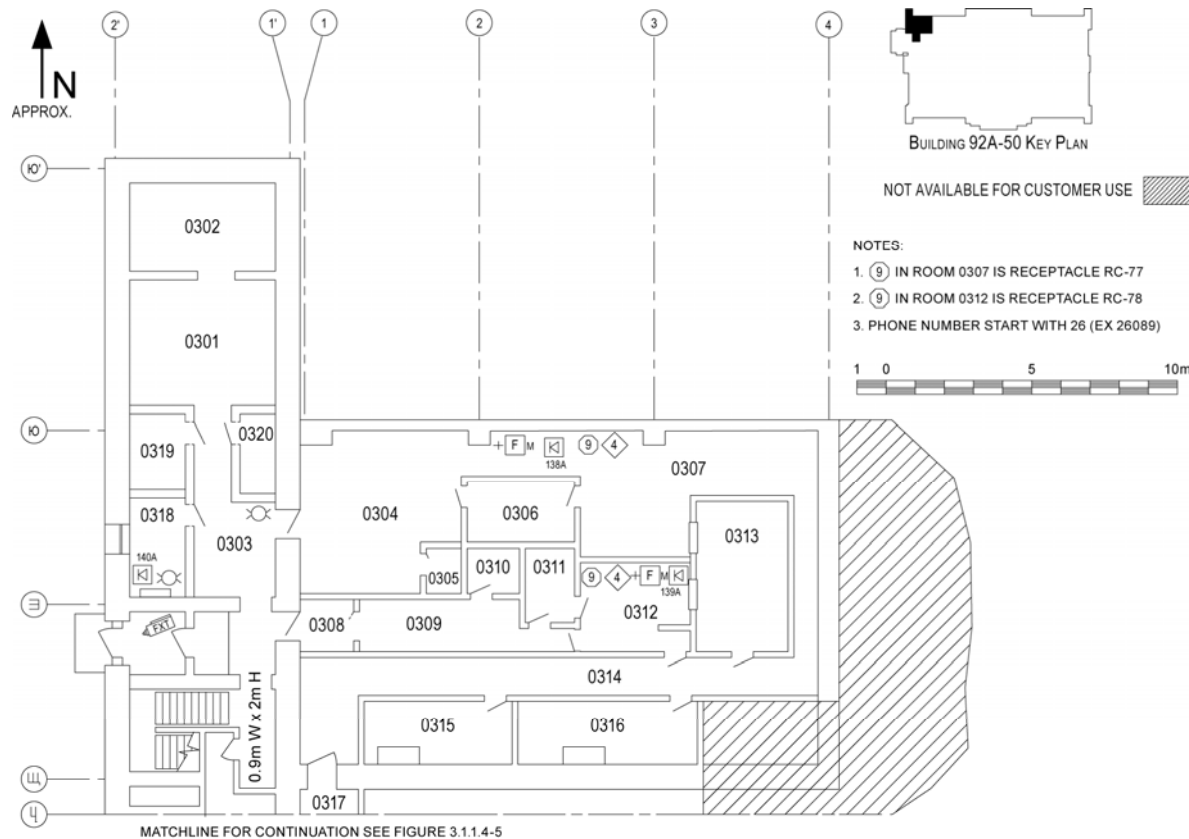 2'
1'
1
2
3
4
N
APPROX.
BUILDING 92A-50 KEY PLAN
Ю'
NOT AVAILABLE FOR CUSTOMER USE
0302
NOTES:
1. 9 IN ROOM 0307 IS RECEPTACLE RC-77
2. 9 IN ROOM 0312 IS RECEPTACLE RC-78
3. PHONE NUMBER START WITH 26 (EX 26089)
0301
1 0 5 10m
Ю
0320
F M
138A
9
4
0319
0307
0318
0304
0306
0303
0313
140A
0305
0310
0311
9
4
F M
139A
Ш
0312
0308
0309
EXT
0.9m W x 2m H
0314
0315
0316
Щ
0317
Ч
MATCHLINE FOR CONTINUATION SEE FIGURE 3.1.1.4-5